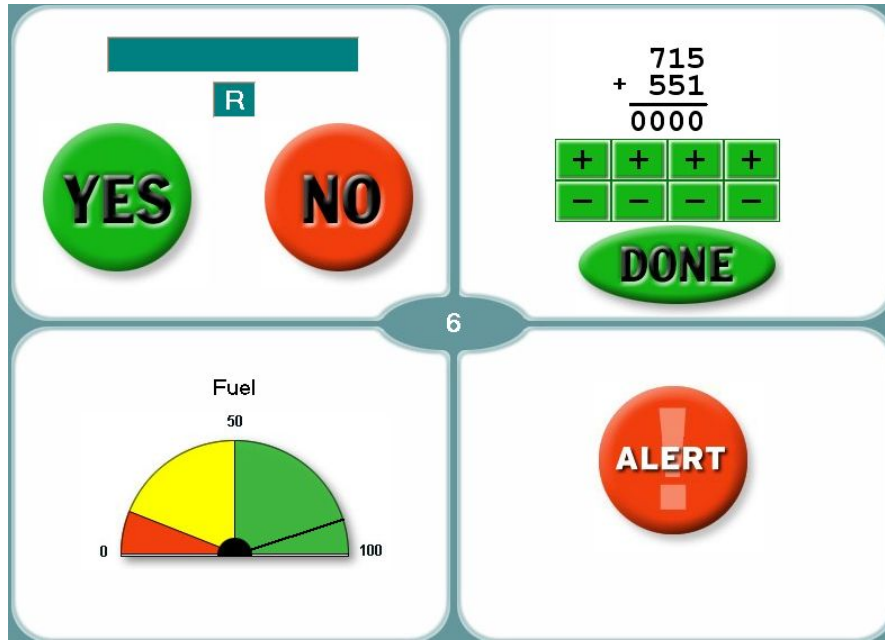 R
YES NO
715
+ 551
0000
+ + + +
− − − −
DONE
6
Fuel
50
0 100
! ALERT